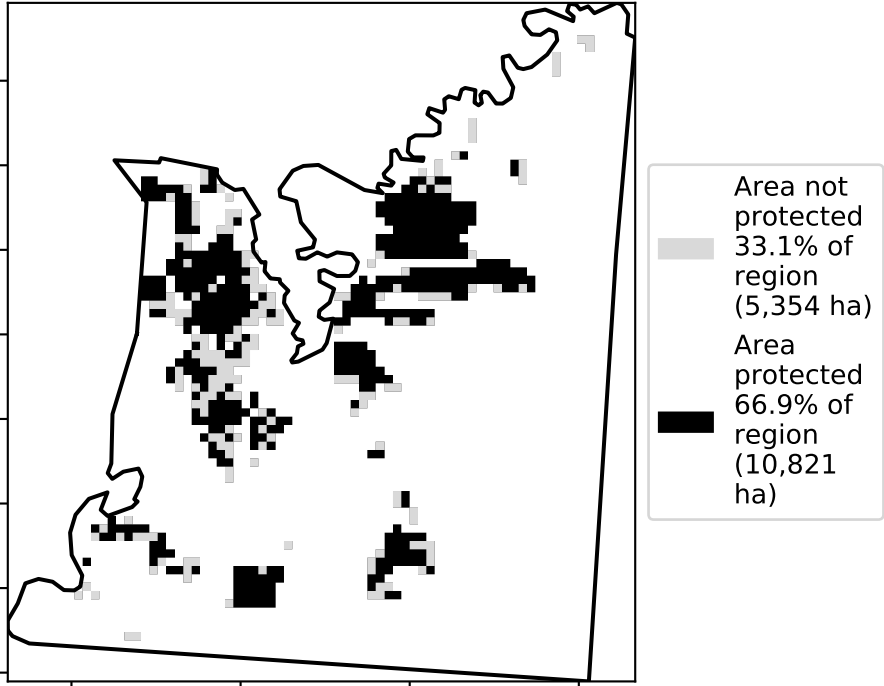 Area not
protected
33.1% of
region
(5,354 ha)
Area
protected
66.9% of
region
(10,821
ha)